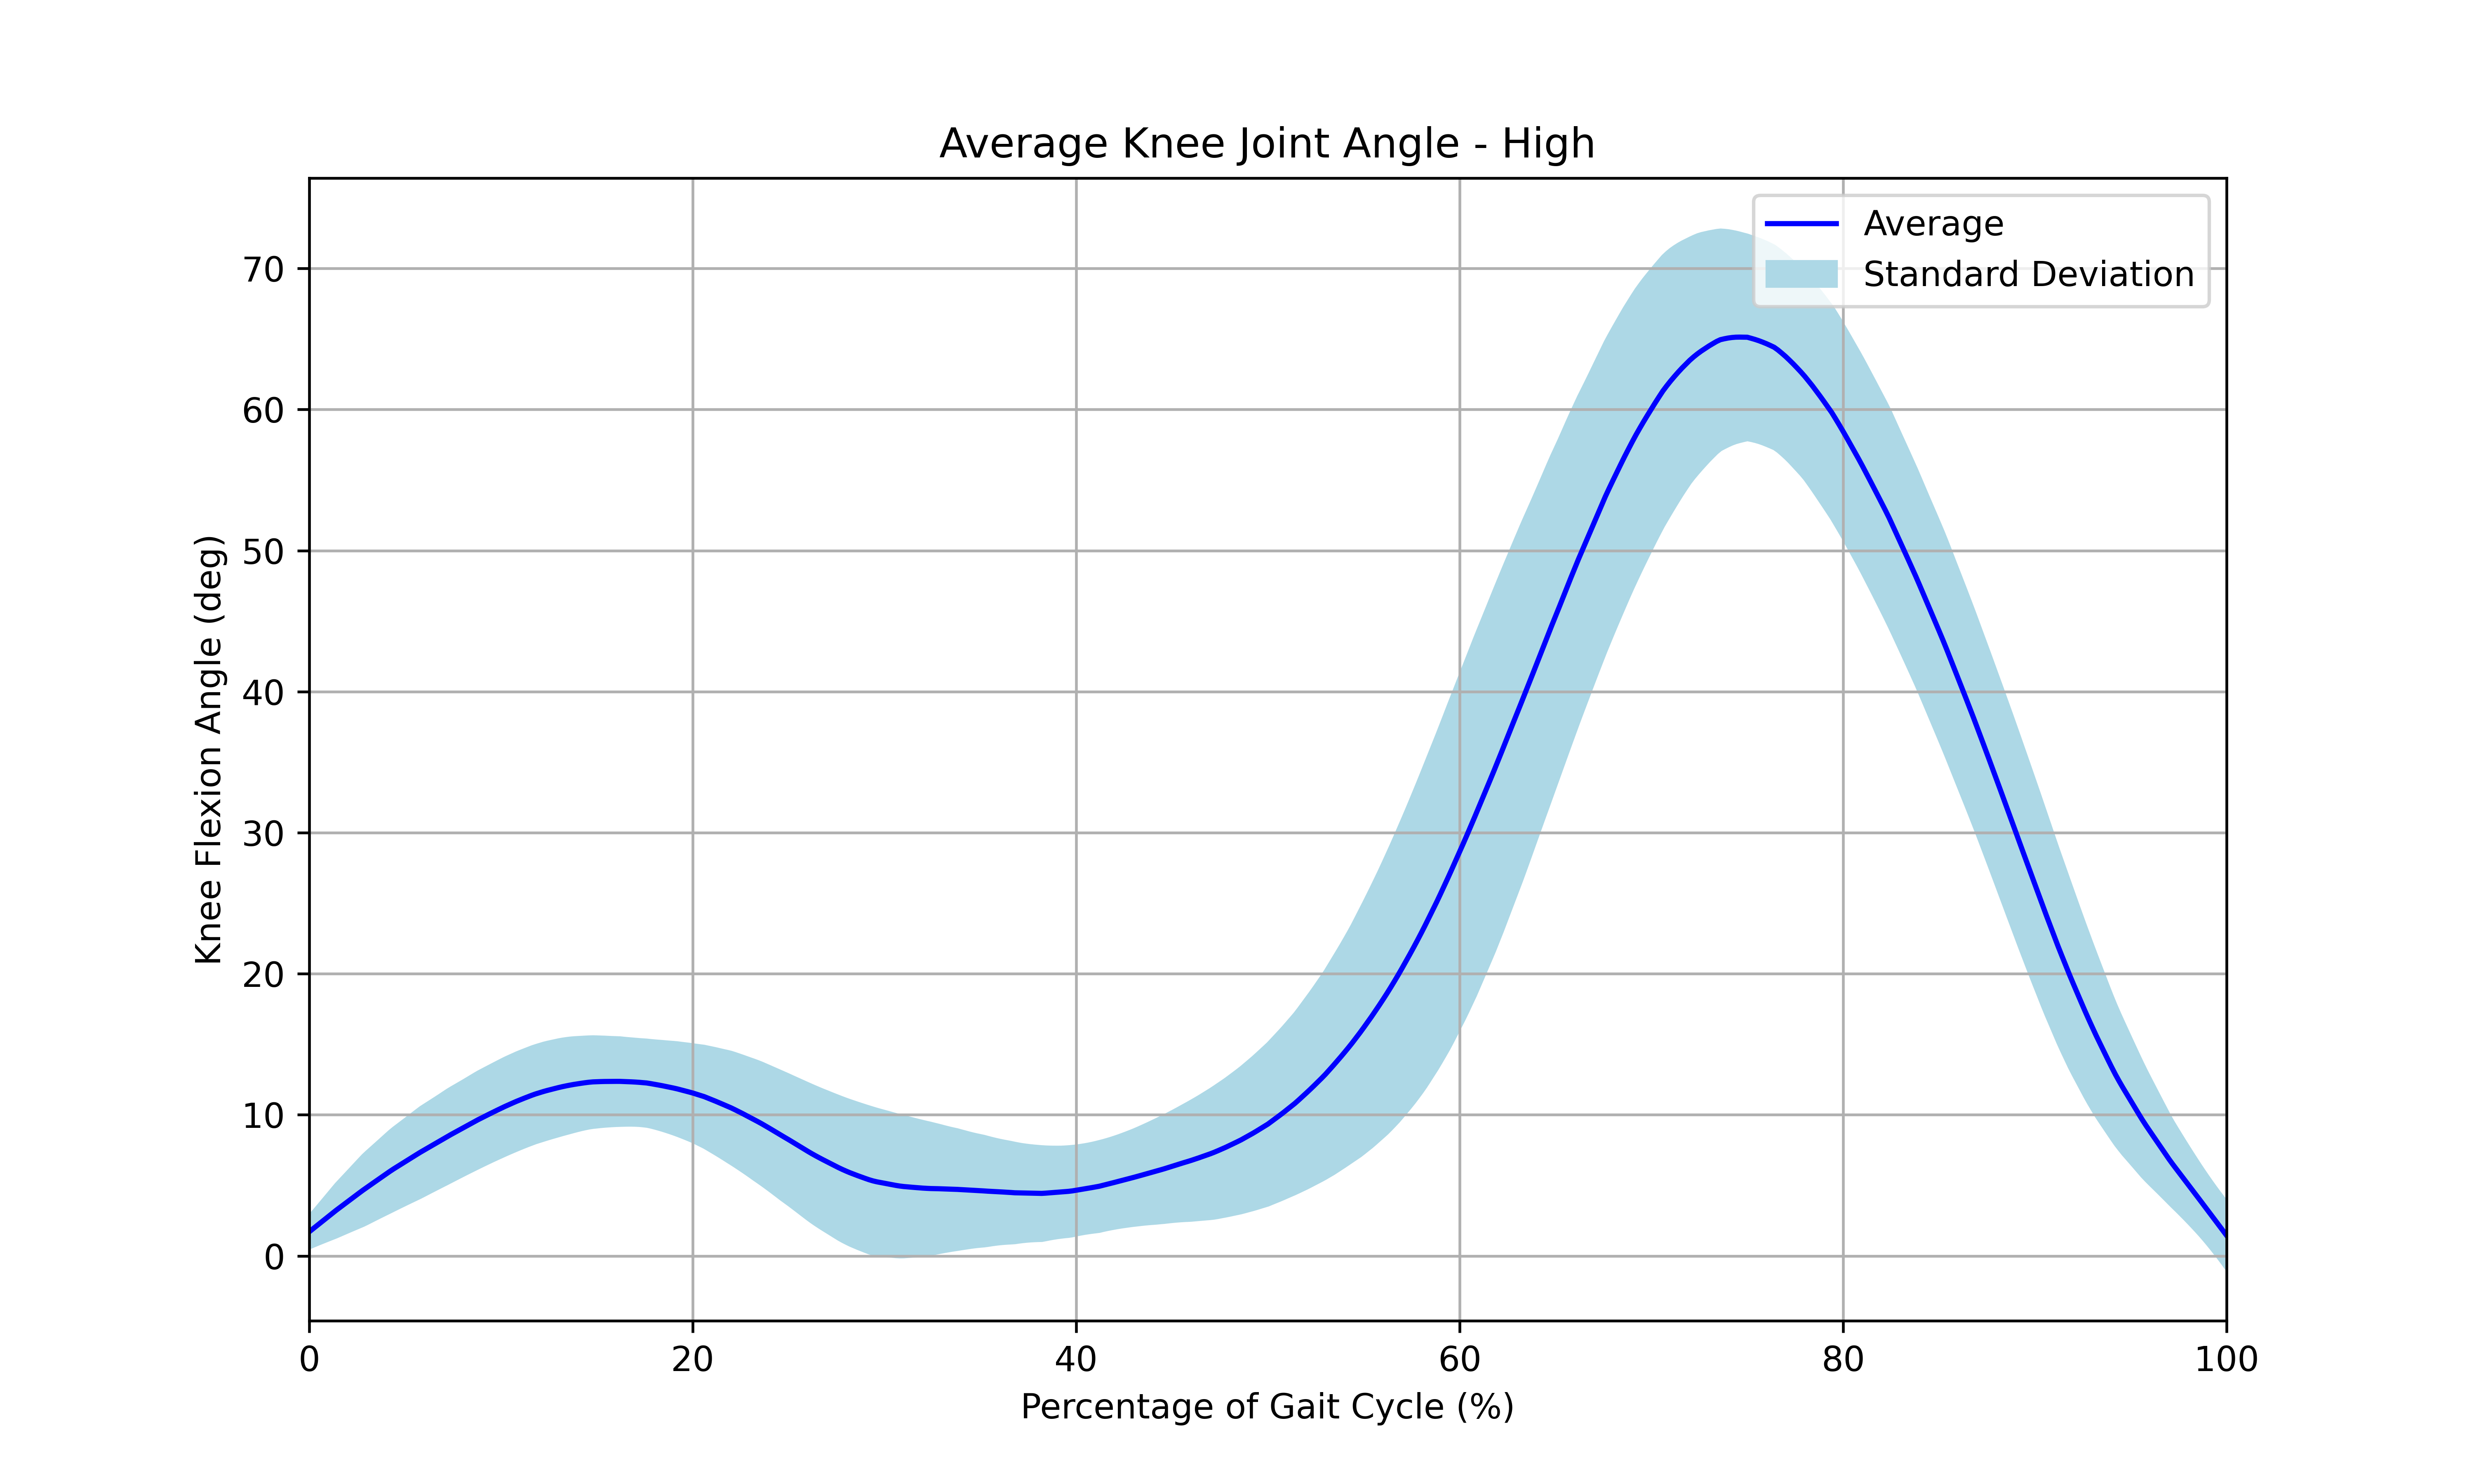 Average Knee Joint Angle - High
Average
Standard Deviation
Knee Flexion Angle (deg)
70
60
50
40
30
20
10
0
0 20 40 60 80 100
Percentage of Gait Cycle (%)